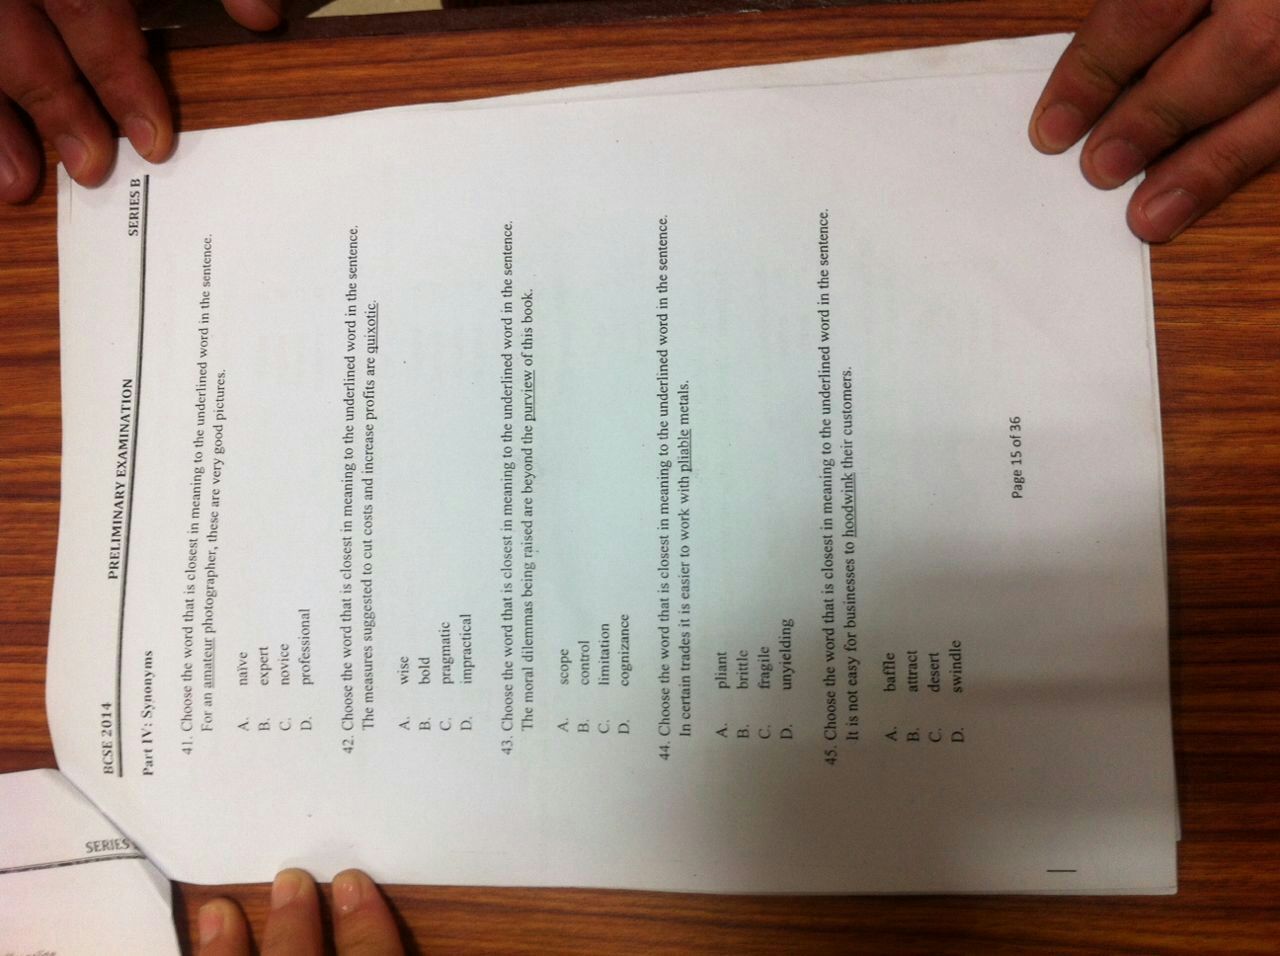 BCSE 2014 PRELIMINARY EXAMINATION SERIES B
Part IV: Synonyms
41. Choose the word that is closest in meaning to the underlined word in the sentence.
For an amateur photographer, these are very good pictures.
A. naïve
B. expert
C. novice
D. professional
42. Choose the word that is closest in meaning to the underlined word in the sentence.
The measures suggested to cut costs and increase profits are quixotic.
A. wise
B. bold
C. pragmatic
D. impractical
43. Choose the word that is closest in meaning to the underlined word in the sentence.
The moral dilemmas being raised are beyond the purview of this book.
A. scope
B. control
C. limitation
D. cognizance
44. Choose the word that is closest in meaning to the underlined word in the sentence.
In certain trades it is easier to work with pliable metals.
A. pliant
B. brittle
C. fragile
D. unyielding
45. Choose the word that is closest in meaning to the underlined word in the sentence.
It is not easy for businesses to hoodwink their customers.
A. baffle
B. attract
C. desert
D. swindle
Page 15 of 36
SERIES